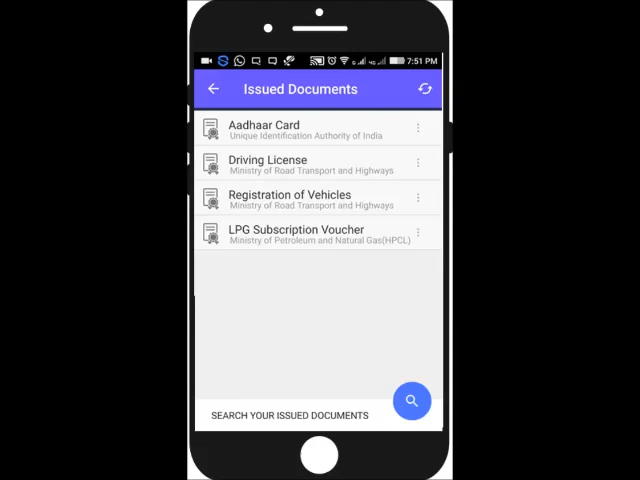 7:51 PM
Issued Documents
Aadhaar Card
Unique Identification Authority of India
Driving License
Ministry of Road Transport and Highways
Registration of Vehicles
Ministry of Road Transport and Highways
LPG Subscription Voucher
Ministry of Petroleum and Natural Gas(HPCL)
SEARCH YOUR ISSUED DOCUMENTS